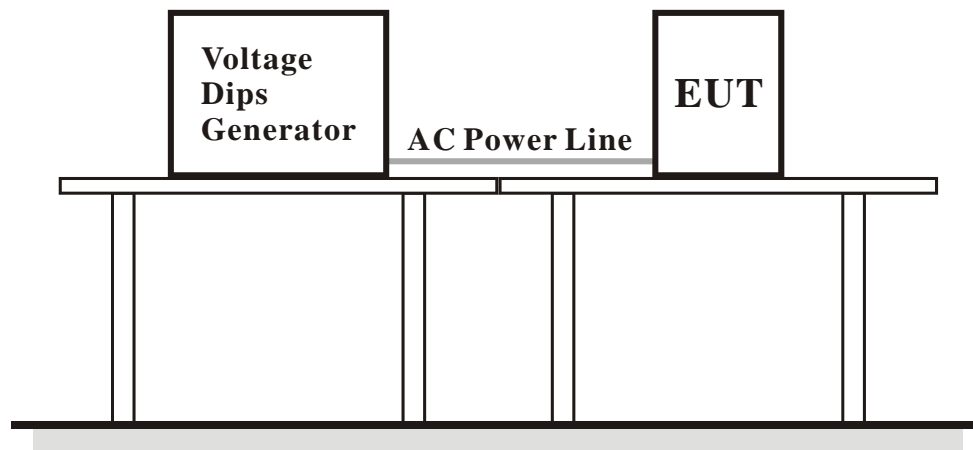 Voltage
Dips
Generator
AC Power Line
EUT